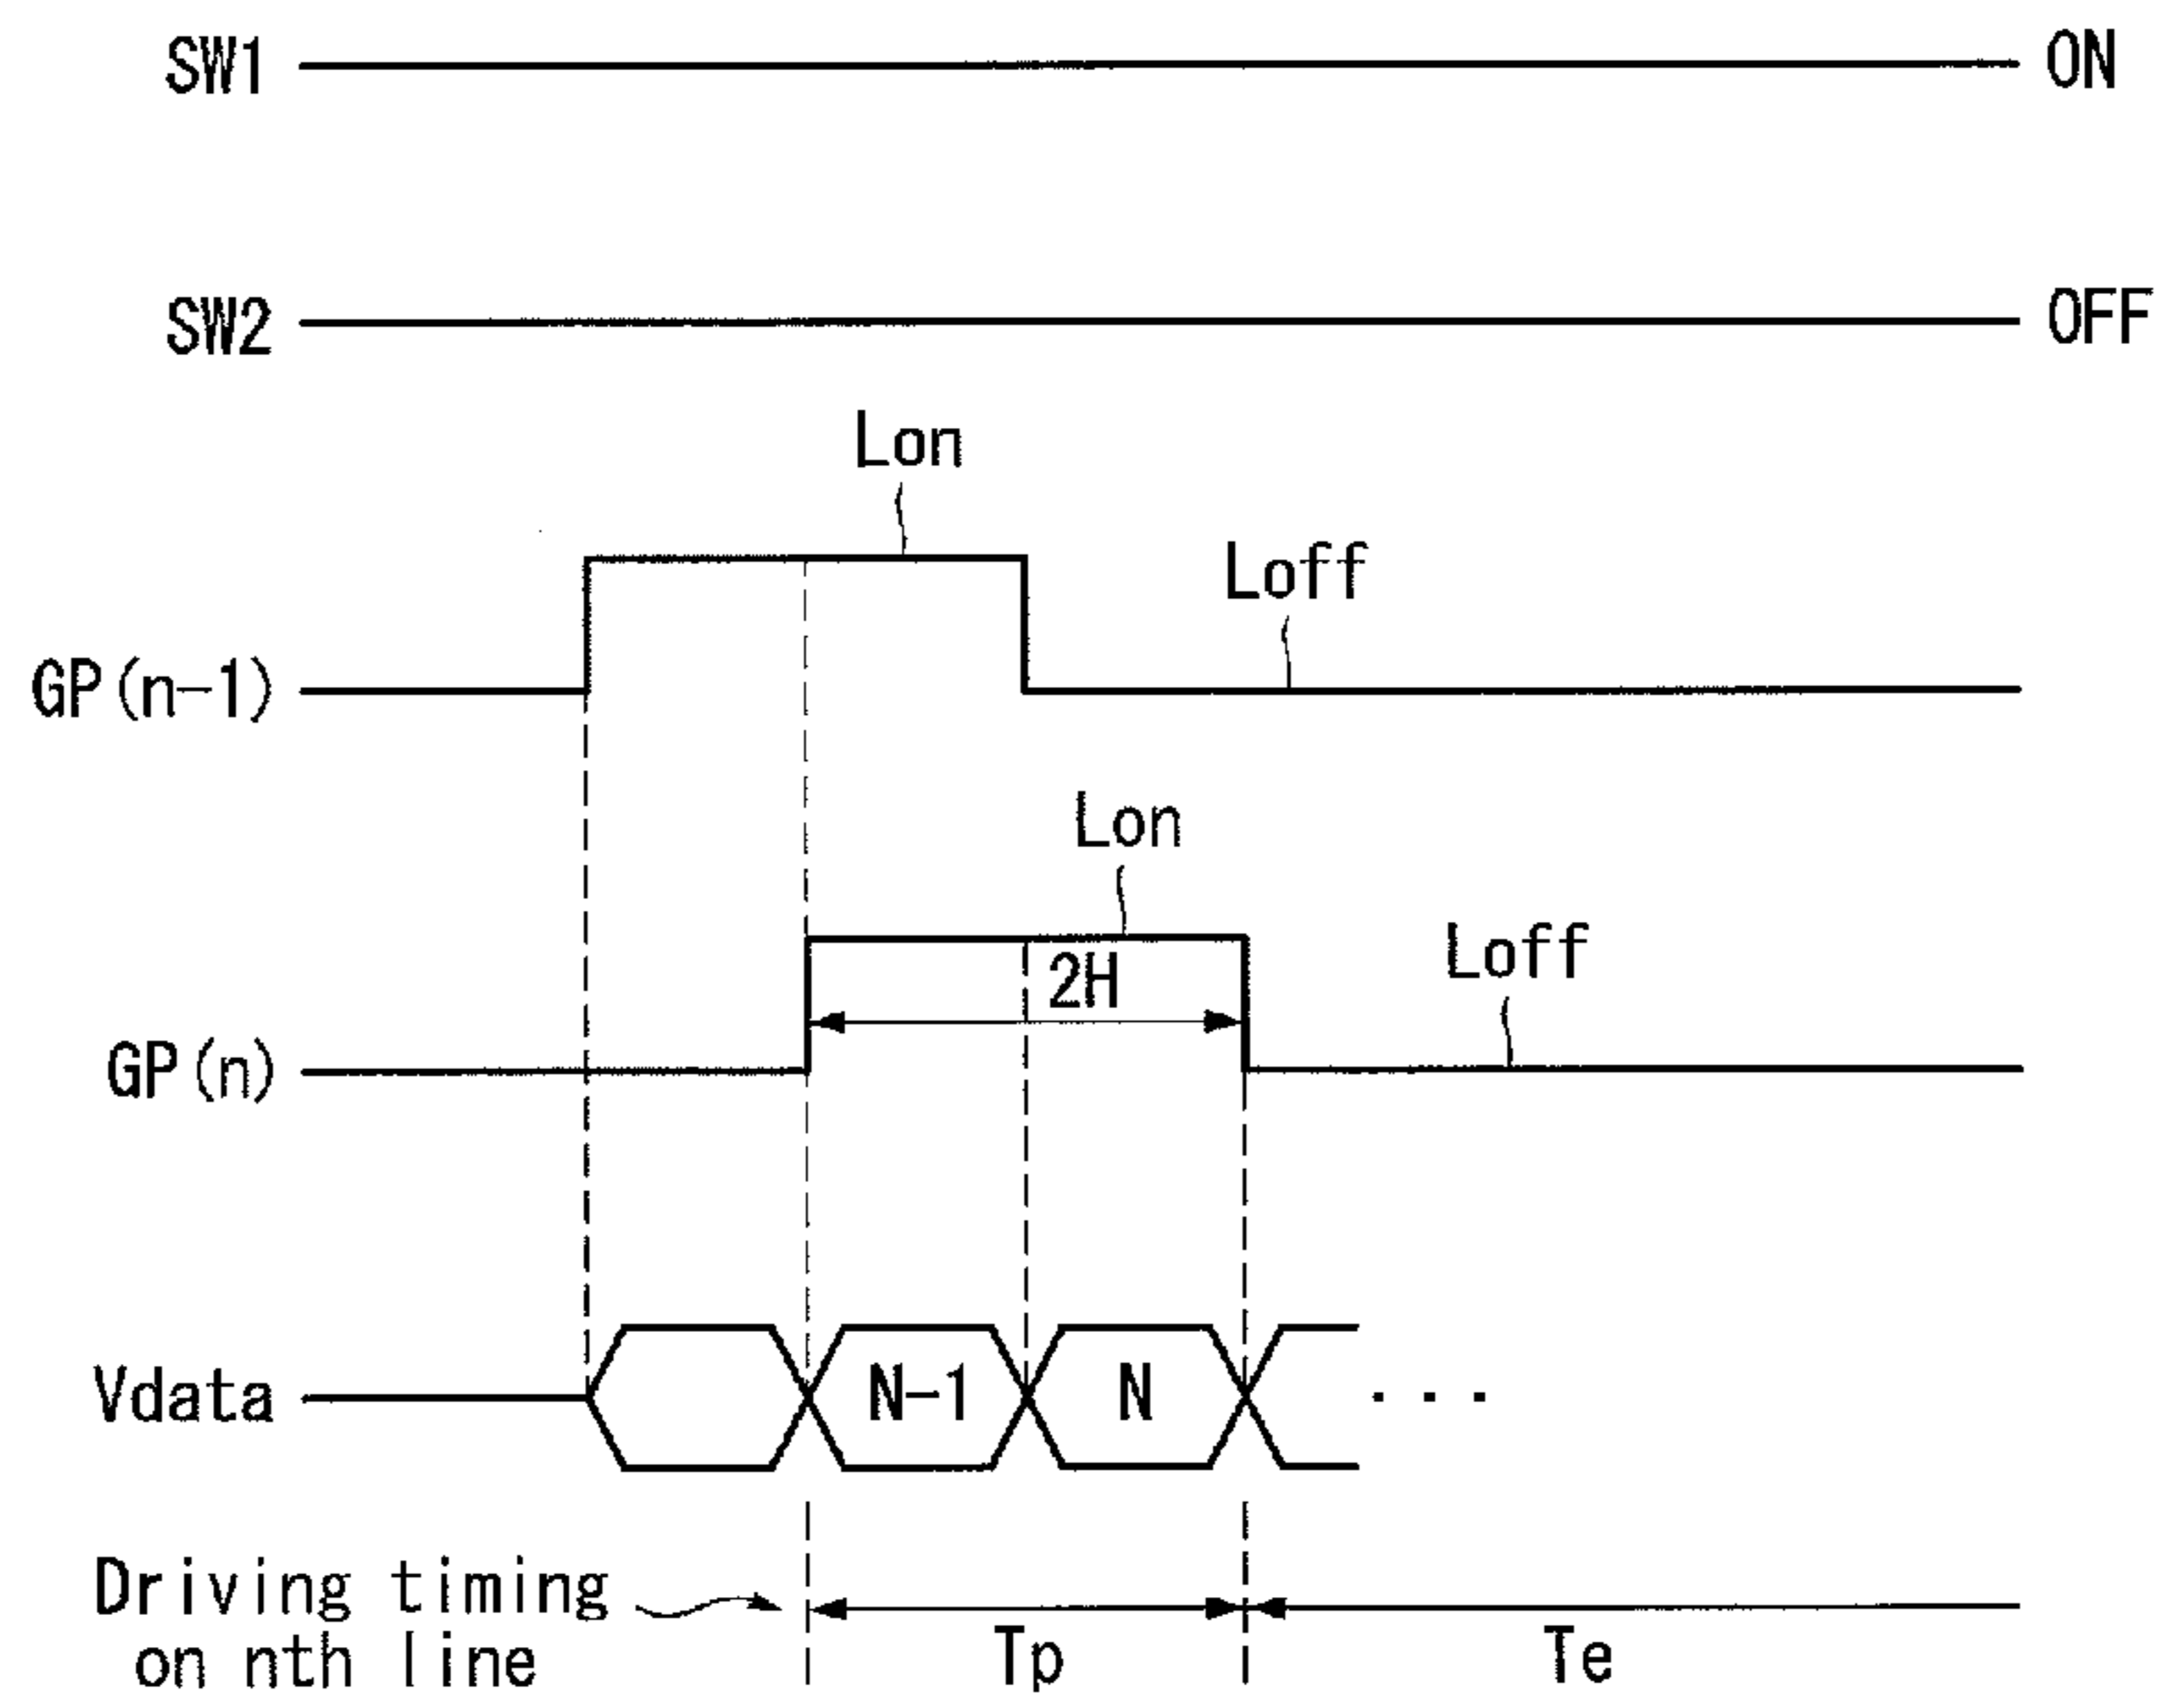 SW1 ON
SW2 OFF
Lon
Loff
GP(n-1)
Lon
2H
Loff
GP(n)
Vdata N-1 N ...
Driving timing
on nth line
Tp Te